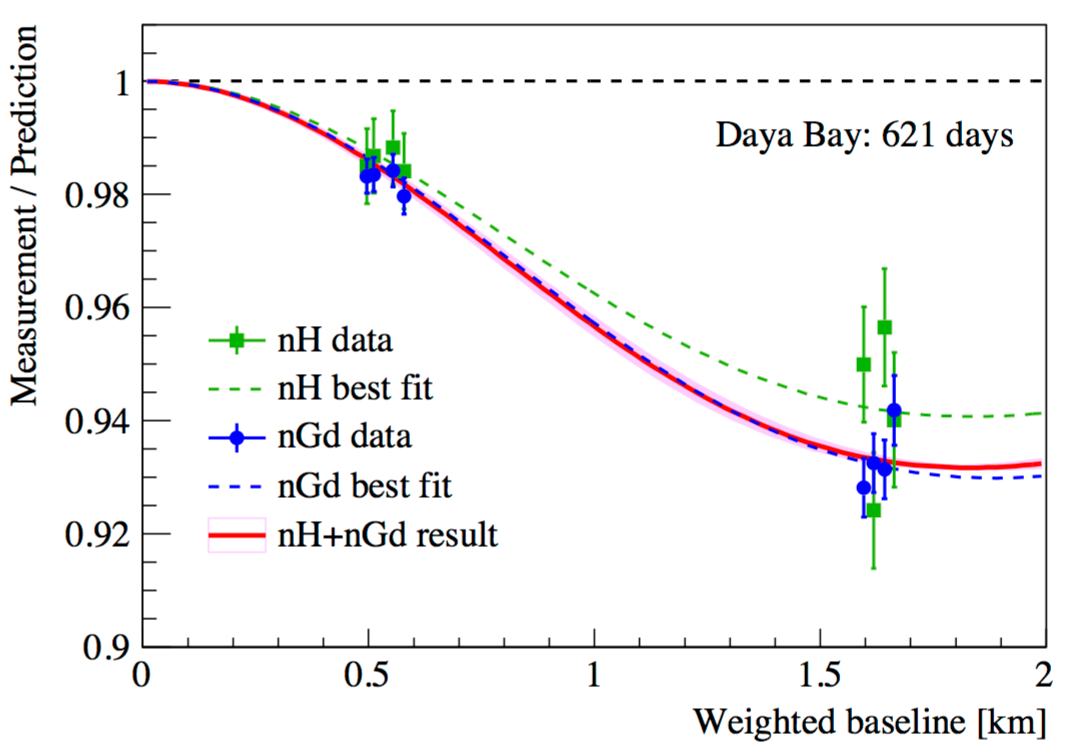 Measurement / Prediction
1
0.98
0.96
0.94
0.92
0.9
Daya Bay: 621 days
nH data
nH best fit
nGd data
nGd best fit
nH+nGd result
0 0.5 1 1.5 2
Weighted baseline [km]